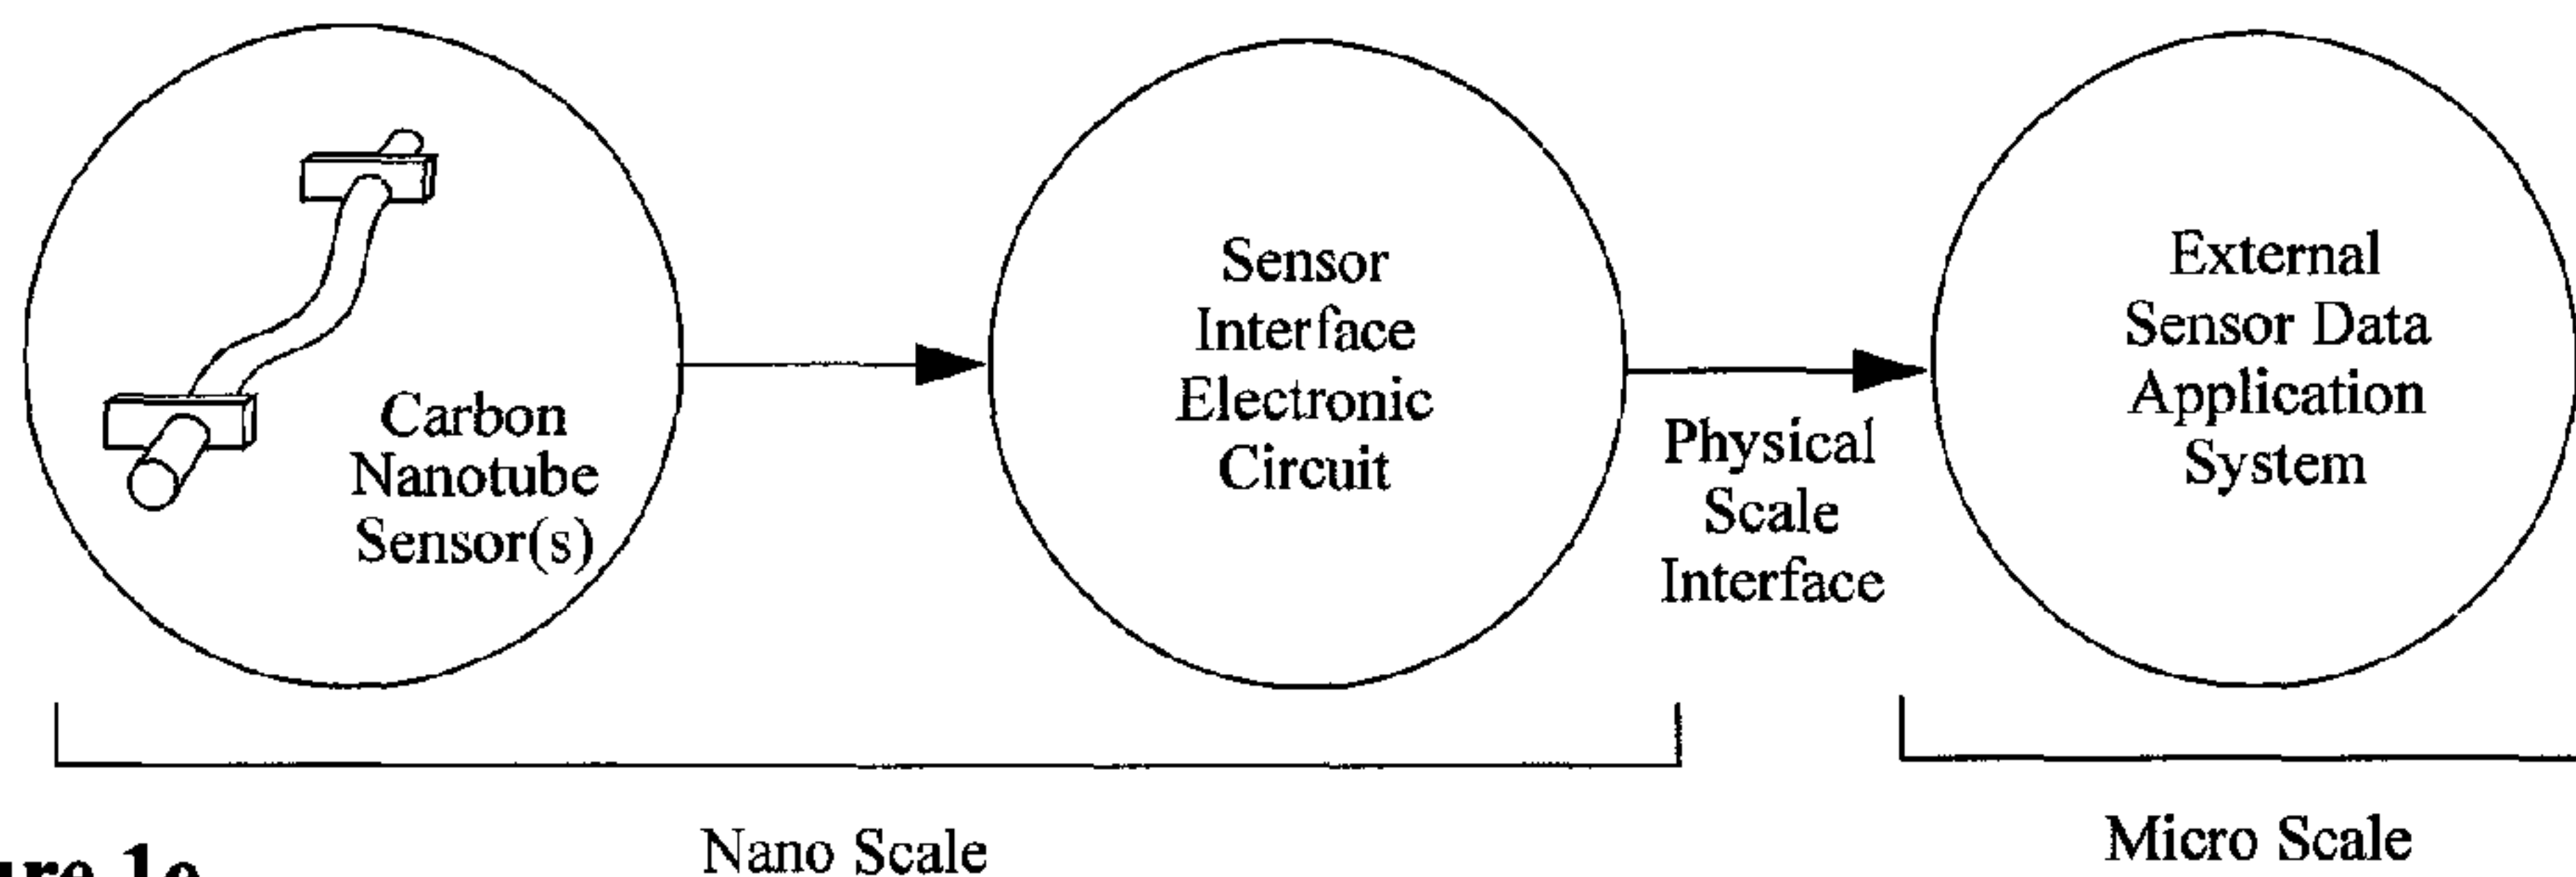 Carbon
Nanotube
Sensor(s)
Sensor
Interface
Electronic
Circuit
Physical
Scale
Interface
External
Sensor Data
Application
System
Nano Scale
Micro Scale